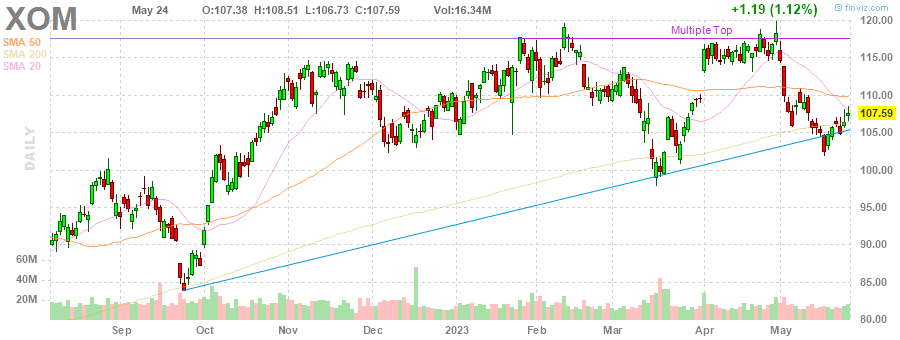 XOM
May 24 O:107.38 H:108.51 L:106.73 C:107.59 Vol:16.34M +1.19 (1.12%)
© finviz.com
SMA 50
SMA 200
SMA 20
Multiple Top
120.00
115.00
110.00
107.59
105.00
100.00
95.00
90.00
85.00
80.00
DAILY
60M
40M
20M
Sep Oct Nov Dec 2023 Feb Mar Apr May